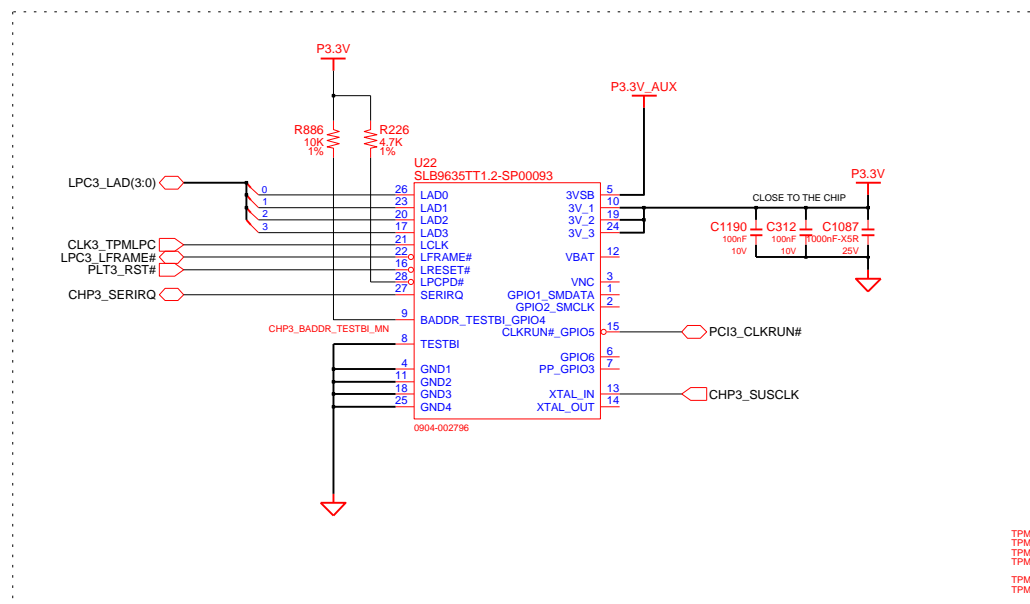 P3.3V
P3.3V_AUX
R886
10K
1%
R226
4.7K
1%
U22
SLB9635TT1.2-SP00093
P3.3V
LPC3_LAD(3:0)
0
1
2
3
26 LAD0
23 LAD1
20 LAD2
17 LAD3
CLK3_TPMLPC
21 LCLK
LPC3_LFRAME#
22 LFRAME#
PLT3_RST#
16 LRESET#
28 LPCPD#
CHP3_SERIRQ
27 SERIRQ
9 BADDR_TESTBI_GPIO4
CHP3_BADDR_TESTBI_MN
8 TESTBI
4 GND1
11 GND2
18 GND3
25 GND4
3VSB 5
3V_1 10
3V_2 19
3V_3 24
CLOSE TO THE CHIP
C1190
100nF
10V
C312
100nF
10V
C1087
1000nF-X5R
25V
VBAT 12
VNC 3
GPIO1_SMDATA 1
GPIO2_SMCLK 2
CLKRUN#_GPIO5 15
PCI3_CLKRUN#
GPIO6 6
PP_GPIO3 7
XTAL_IN 13
CHP3_SUSCLK
XTAL_OUT 14
0904-002796
TPM
TPM
TPM
TPM
TPM
TPM